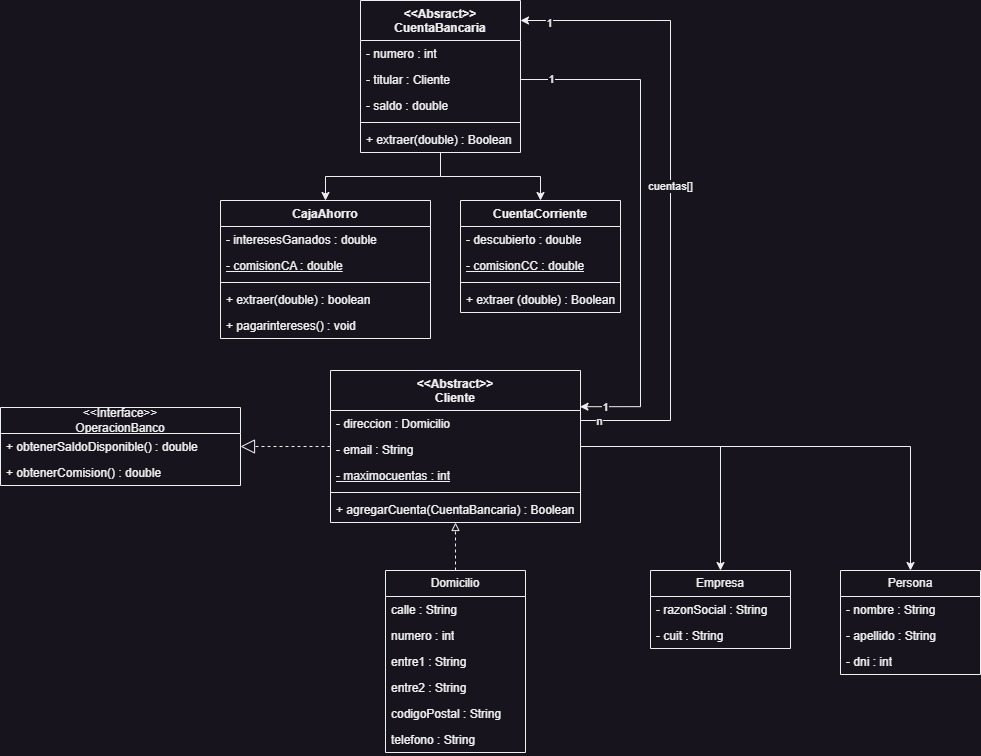 <<Absract>>
CuentaBancaria
- numero : int
- titular : Cliente
- saldo : double
+ extraer(double) : Boolean
1
1
cuentas[]
CajaAhorro
- interesesGanados : double
- comisionCA : double
+ extraer(double) : boolean
+ pagarintereses() : void
CuentaCorriente
- descubierto : double
- comisionCC : double
+ extraer (double) : Boolean
<<Abstract>>
Cliente
- direccion : Domicilio
- email : String
- maximocuentas : int
+ agregarCuenta(CuentaBancaria) : Boolean
1
n
<<Interface>>
OperacionBanco
+ obtenerSaldoDisponible() : double
+ obtenerComision() : double
Domicilio
calle : String
numero : int
entre1 : String
entre2 : String
codigoPostal : String
telefono : String
Empresa
- razonSocial : String
- cuit : String
Persona
- nombre : String
- apellido : String
- dni : int